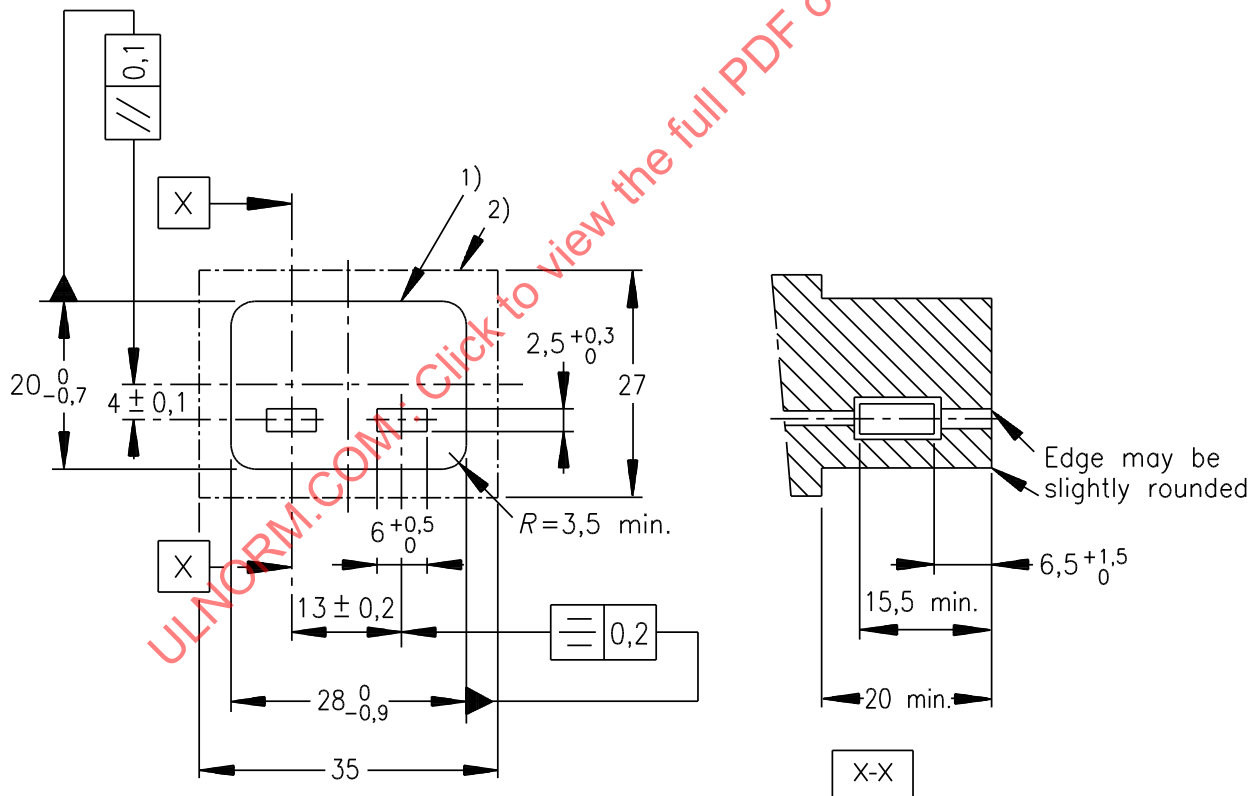 // 0,1
X
1)
2)
ULNORM.COM : Click to view the full PDF o
20 0 -0,7
4 ± 0,1
2,5 +0,3 0
27
6 +0,5 0
R=3,5 min.
X
13 ± 0,2
0,2
28 0 -0,9
35
Edge may be
slightly rounded
6,5 +1,5 0
15,5 min.
20 min.
X-X